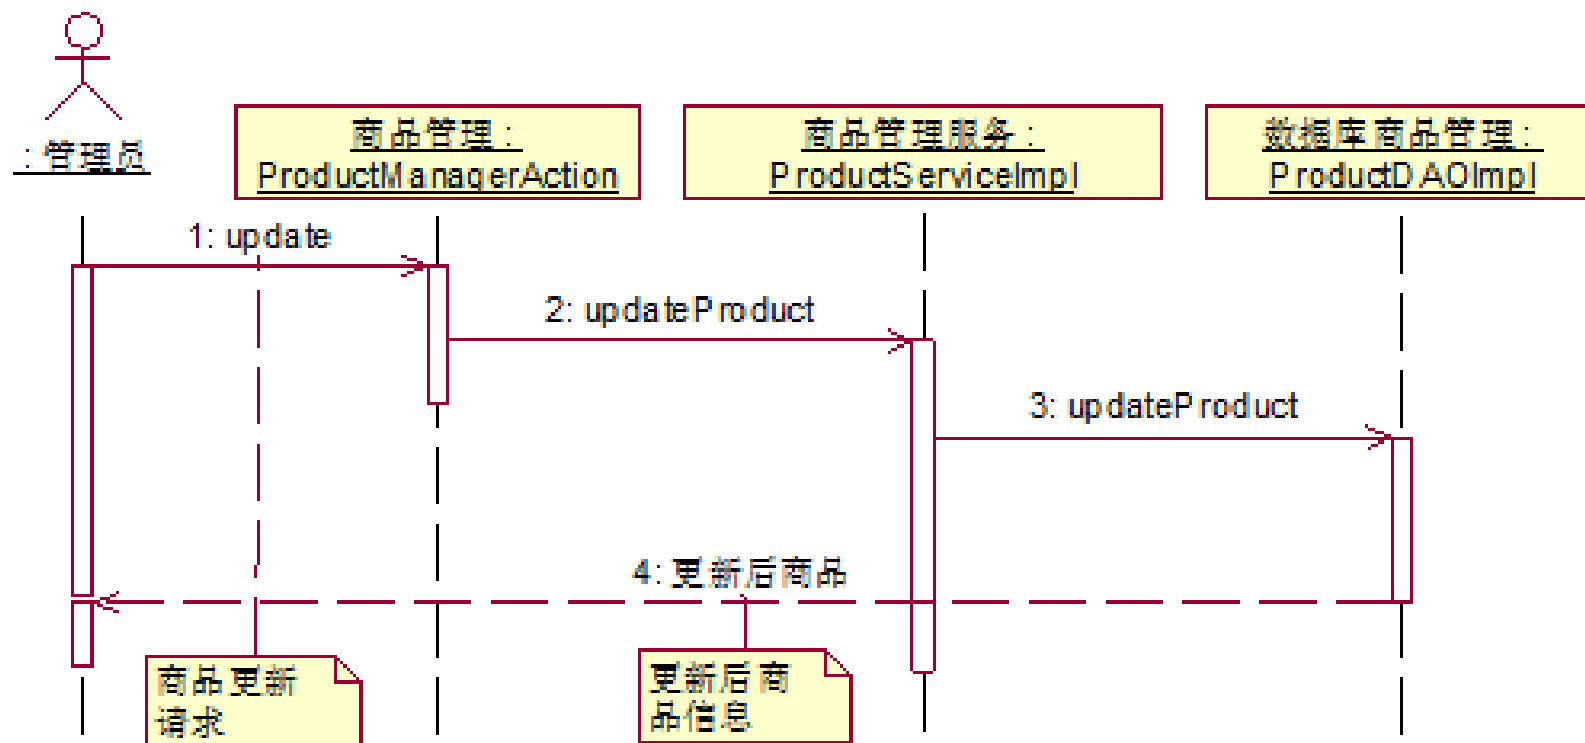 : 管理员
商品管理 :
ProductManagerAction
商品管理服务 :
ProductServiceImpl
数据库商品管理 :
ProductDAOImpl
1: update
2: updateProduct
3: updateProduct
4: 更新后商品
商品更新
请求
更新后商
品信息